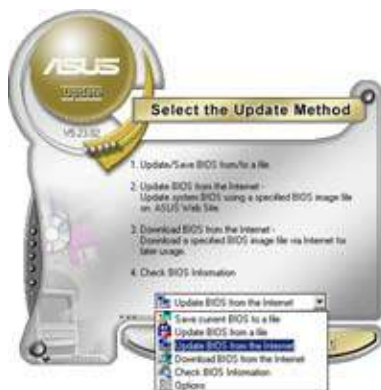 ASUS
Update
Select the Update Method
1. Update/Save BIOS from/to a file.
2. Update BIOS from the Internet -
Update system BIOS using a specified BIOS image file
on ASUS Web Site.
3. Download BIOS from the Internet -
Download a specified BIOS image file via Internet for
later usage.
4. Check BIOS Information
Update BIOS from the Internet
Save current BIOS to a file
Update BIOS from a file
Update BIOS from the Internet
Download BIOS from the Internet
Check BIOS Information
Options